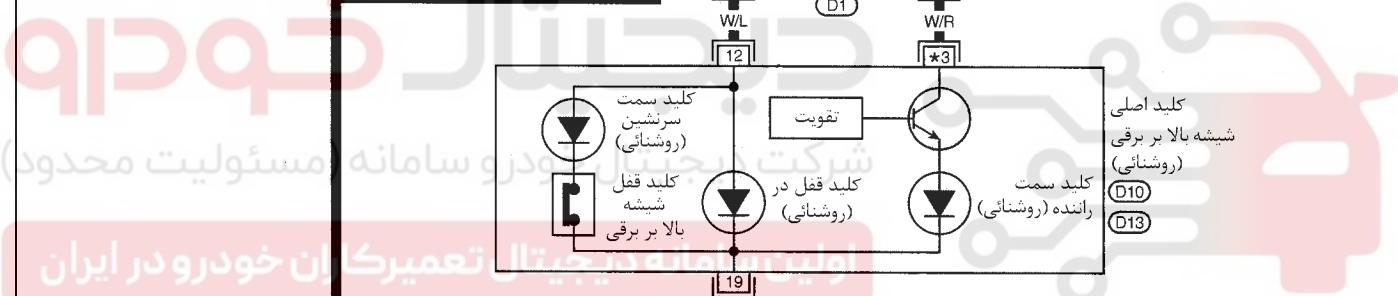 D1
W/L
W/R
12
★3
دیجیتال خودرو
کلید سمت
سرنشین
(روشنائی)
تقویت
کلید اصلی
شیشه بالا بر برقی
(روشنائی)
D10
D13
شرکت دیجیتال خودرو سامانه (مسئولیت محدود)
کلید قفل
شیشه
بالا بر برقی
کلید قفل در
(روشنائی)
کلید سمت
راننده (روشنائی)
اولین سامانه دیجیتال تعمیرکاران خودرو در ایران
19